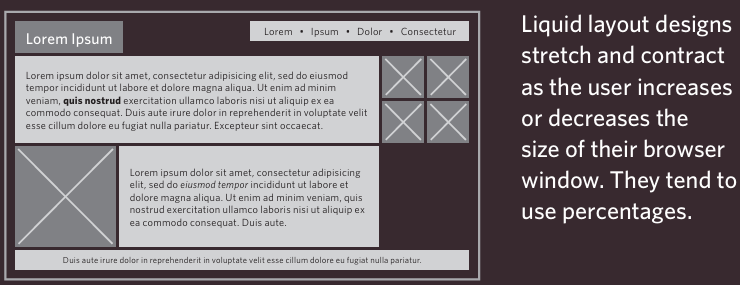 Lorem Ipsum
Lorem • Ipsum • Dolor • Consectetur
Lorem ipsum dolor sit amet, consectetur adipisicing elit, sed do eiusmod
tempor incididunt ut labore et dolore magna aliqua. Ut enim ad minim
veniam, quis nostrud exercitation ullamco laboris nisi ut aliquip ex ea
commodo consequat. Duis aute irure dolor in reprehenderit in voluptate velit
esse cillum dolore eu fugiat nulla pariatur. Excepteur sint occaecat.
Lorem ipsum dolor sit amet, consectetur adipisicing
elit, sed do eiusmod tempor incididunt ut labore et
dolore magna aliqua. Ut enim ad minim veniam, quis
nostrud exercitation ullamco laboris nisi ut aliquip ex
ea commodo consequat. Duis aute.
Duis aute irure dolor in reprehenderit in voluptate velit esse cillum dolore eu fugiat nulla pariatur.
Liquid layout designs
stretch and contract
as the user increases
or decreases the
size of their browser
window. They tend to
use percentages.